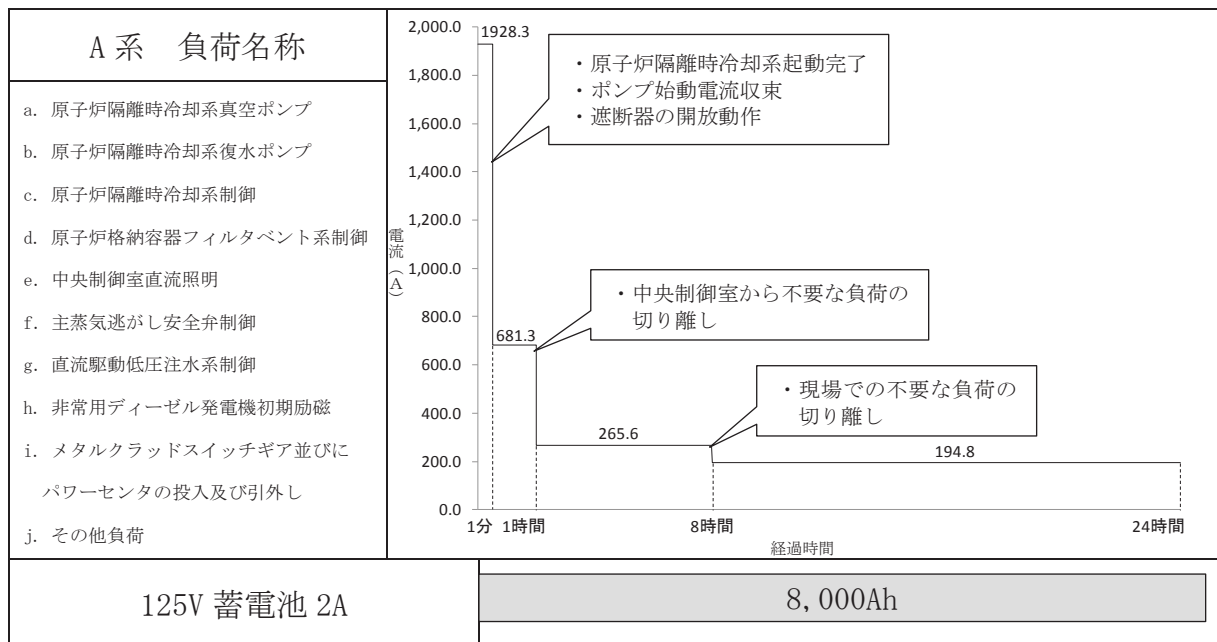 A系　負荷名称
a. 原子炉隔離時冷却系真空ポンプ
b. 原子炉隔離時冷却系復水ポンプ
c. 原子炉隔離時冷却系制御
d. 原子炉格納容器フィルタベント系制御
e. 中央制御室直流照明
f. 主蒸気逃がし安全弁制御
g. 直流駆動低圧注水系制御
h. 非常用ディーゼル発電機初期励磁
i. メタルクラッドスイッチギア並びに
パワーセンタの投入及び引外し
j. その他負荷
電流(A)
2,000.0
1,800.0
1,600.0
1,400.0
1,200.0
1,000.0
800.0
600.0
400.0
200.0
0.0
1928.3
・原子炉隔離時冷却系起動完了
・ポンプ始動電流収束
・遮断器の開放動作
681.3
・中央制御室から不要な負荷の
切り離し
265.6
・現場での不要な負荷の
切り離し
194.8
1分 1時間 8時間 24時間
経過時間
125V 蓄電池 2A
8,000Ah